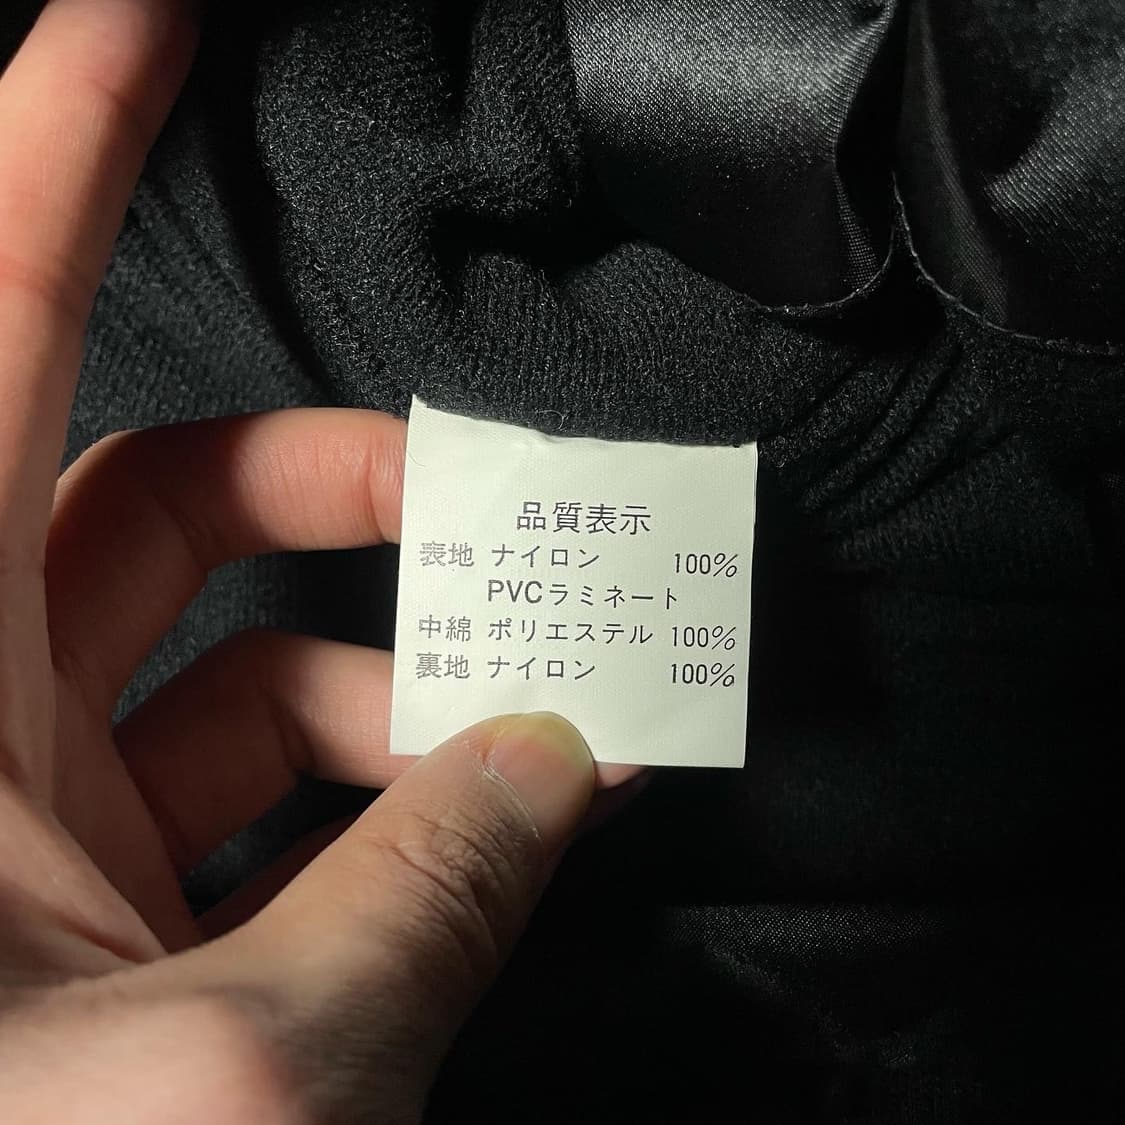 品質表示
表地 ナイロン 100%
PVCラミネート
中綿 ポリエステル 100%
裏地 ナイロン 100%